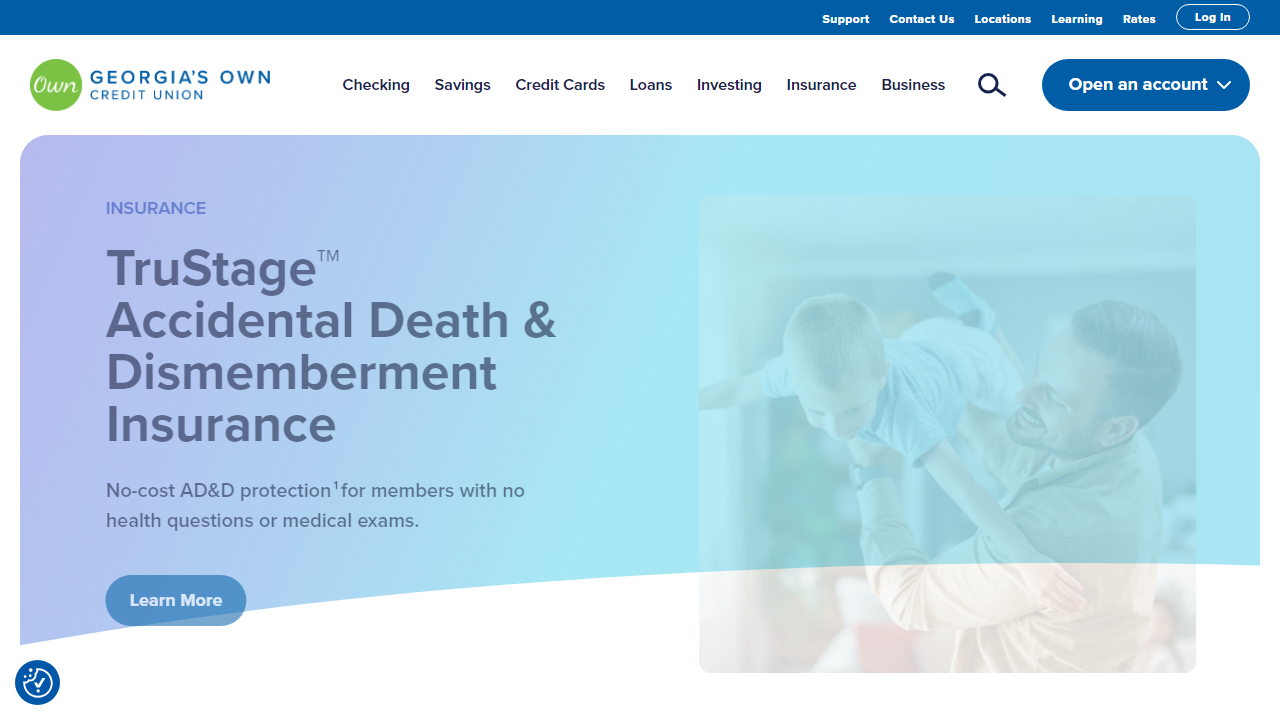 Support Contact Us Locations Learning Rates Log In
Own GEORGIA'S OWN
CREDIT UNION
Checking Savings Credit Cards Loans Investing Insurance Business Open an account
INSURANCE
TruStage™
Accidental Death &
Dismemberment
Insurance
No-cost AD&D protection¹ for members with no
health questions or medical exams.
Learn More